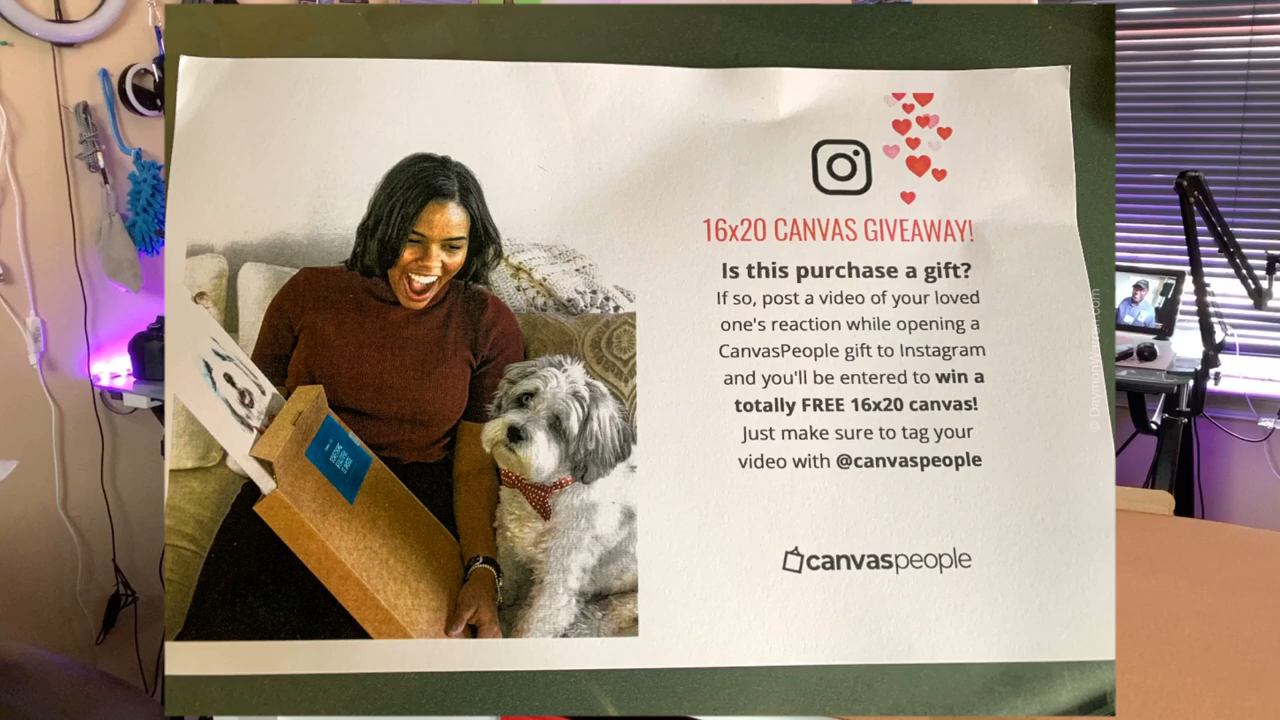 16x20 CANVAS GIVEAWAY!
Is this purchase a gift?
If so, post a video of your loved
one's reaction while opening a
CanvasPeople gift to Instagram
and you'll be entered to win a
totally FREE 16x20 canvas!
Just make sure to tag your
video with @canvaspeople
canvaspeople